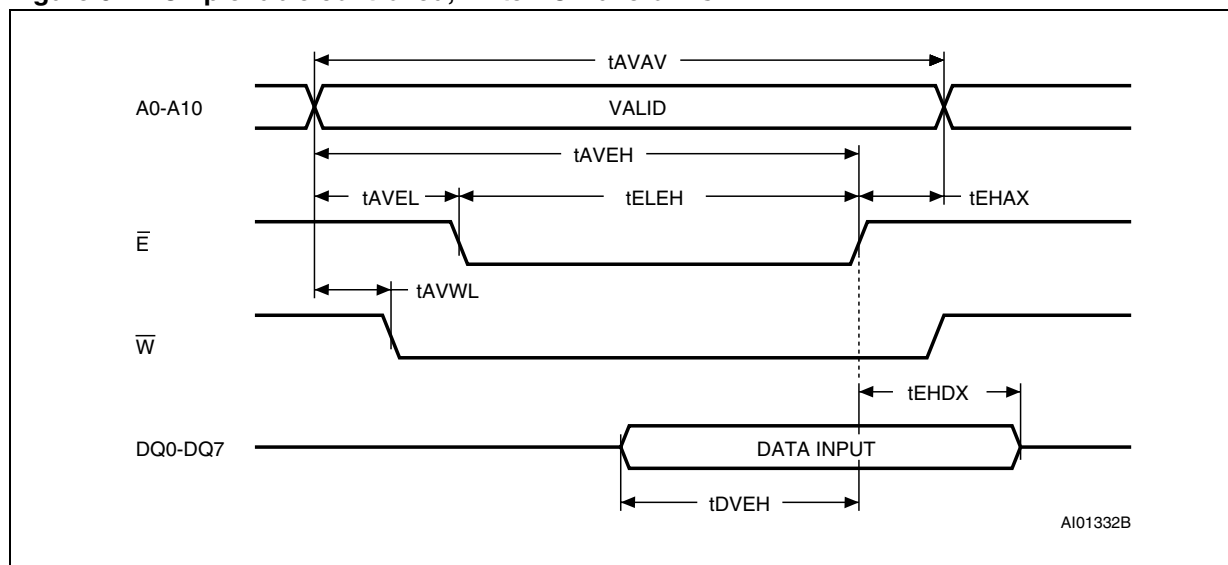 tAVAV
A0-A10
VALID
tAVEH
tAVEL
tELEH
tEHAX
E̅
tAVWL
W̅
tEHDX
DQ0-DQ7
DATA INPUT
tDVEH
AI01332B